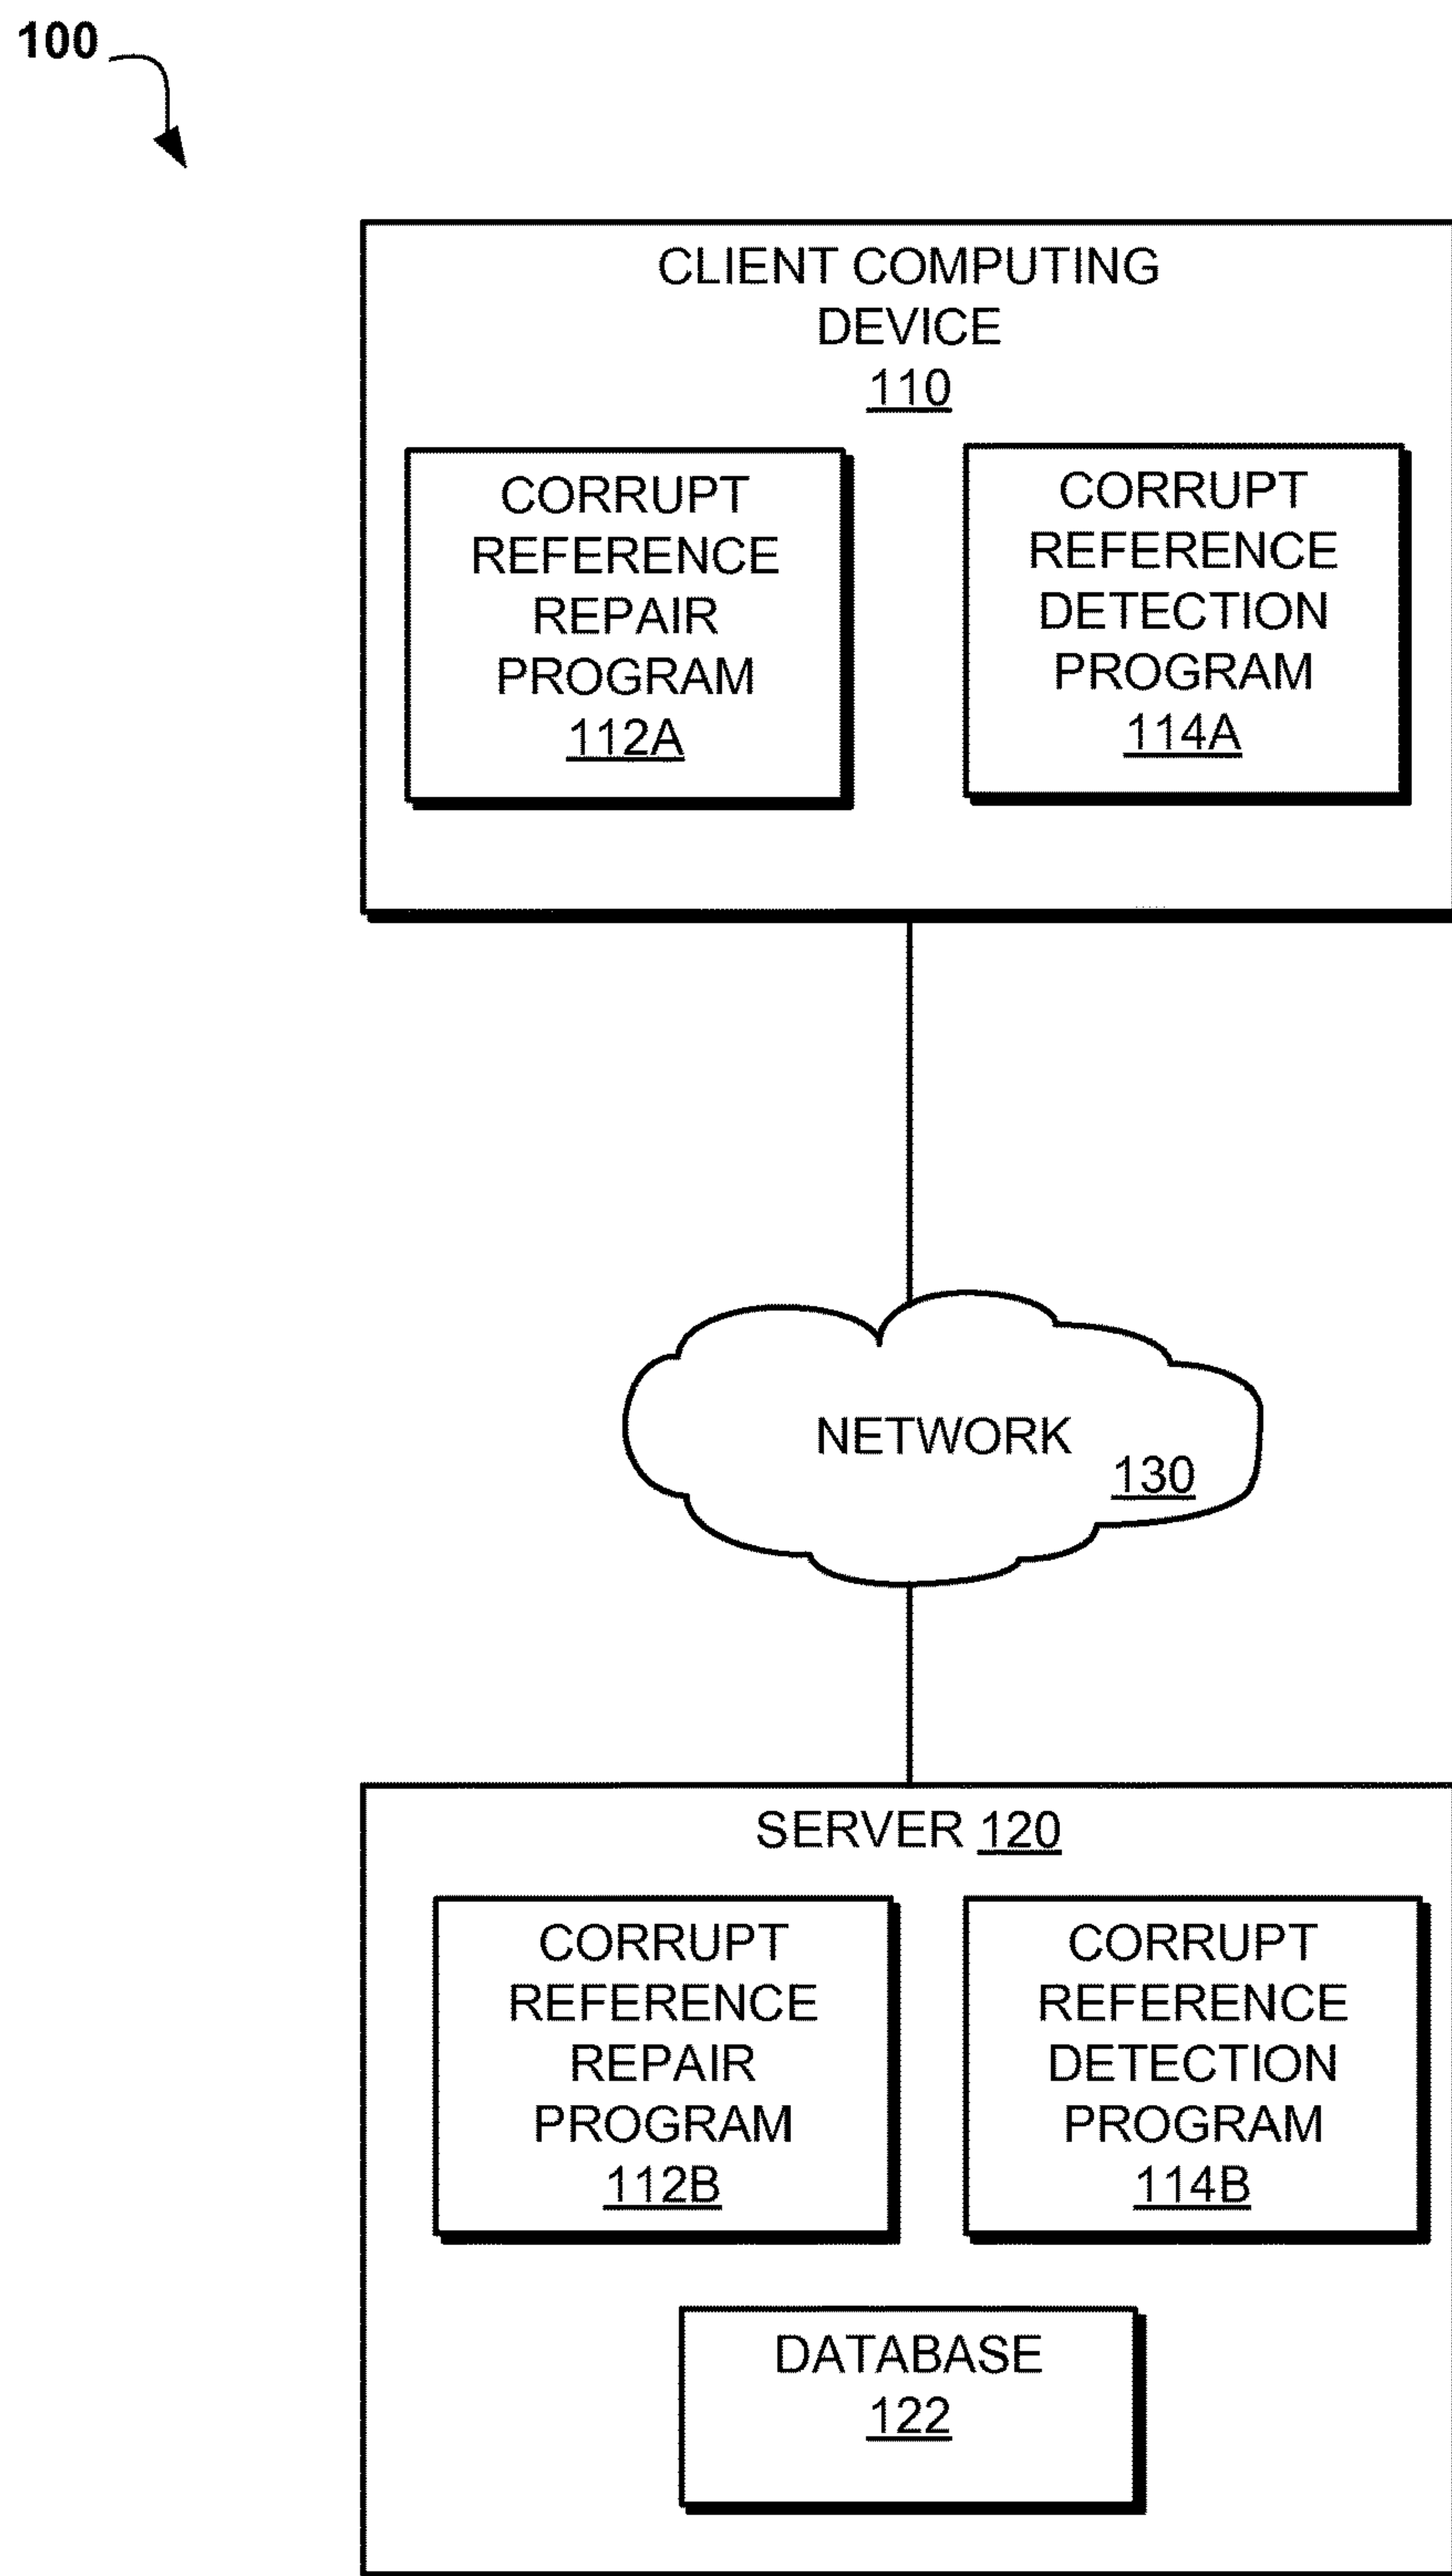 100
CLIENT COMPUTING
DEVICE
110
CORRUPT
REFERENCE
REPAIR
PROGRAM
112A
CORRUPT
REFERENCE
DETECTION
PROGRAM
114A
NETWORK
130
SERVER 120
CORRUPT
REFERENCE
REPAIR
PROGRAM
112B
CORRUPT
REFERENCE
DETECTION
PROGRAM
114B
DATABASE
122